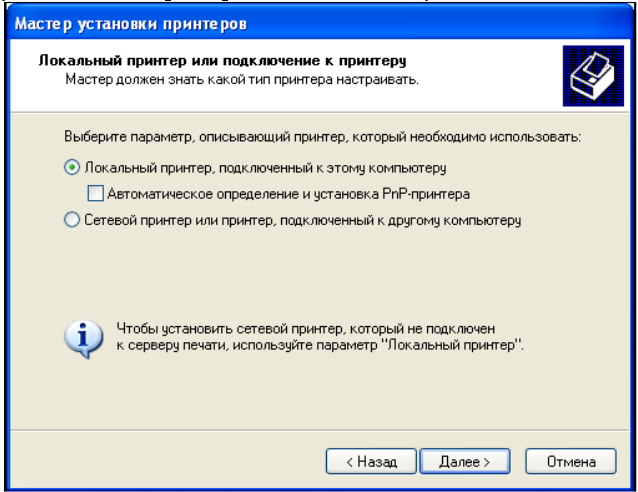 Мастер установки принтеров
Локальный принтер или подключение к принтеру
Мастер должен знать какой тип принтера настраивать.
Выберите параметр, описывающий принтер, который необходимо использовать:
Локальный принтер, подключенный к этому компьютеру
Автоматическое определение и установка PnP-принтера
Сетевой принтер или принтер, подключенный к другому компьютеру
Чтобы установить сетевой принтер, который не подключен
к серверу печати, используйте параметр "Локальный принтер".
< Назад Далее > Отмена